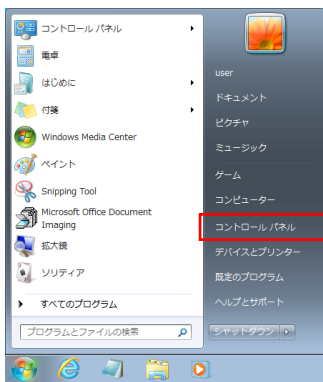 コントロール パネル
電卓
はじめに
付箋
Windows Media Center
ペイント
Snipping Tool
Microsoft Office Document
Imaging
拡大鏡
ソリティア
すべてのプログラム
プログラムとファイルの検索
user
ドキュメント
ピクチャ
ミュージック
ゲーム
コンピューター
コントロール パネル
デバイスとプリンター
既定のプログラム
ヘルプとサポート
シャットダウン